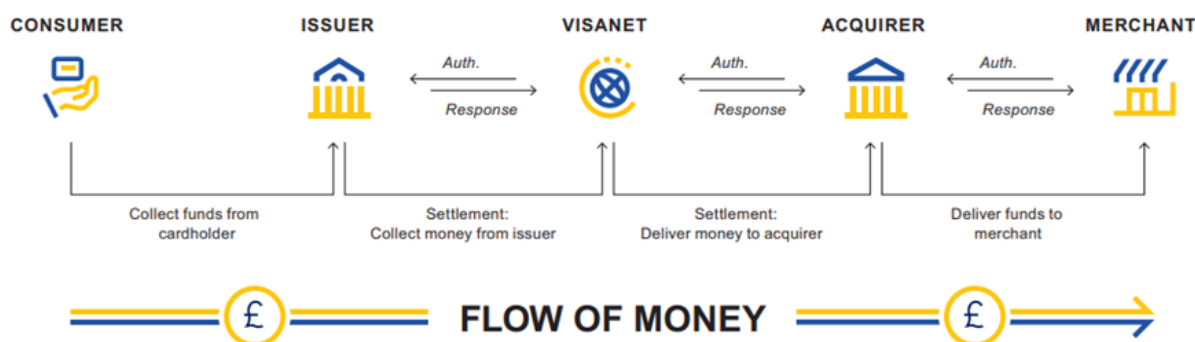 CONSUMER ISSUER VISANET ACQUIRER MERCHANT
Auth. Auth. Auth.
Response Response Response
Collect funds from
cardholder
Settlement:
Collect money from issuer
Settlement:
Deliver money to acquirer
Deliver funds to
merchant
£ FLOW OF MONEY £